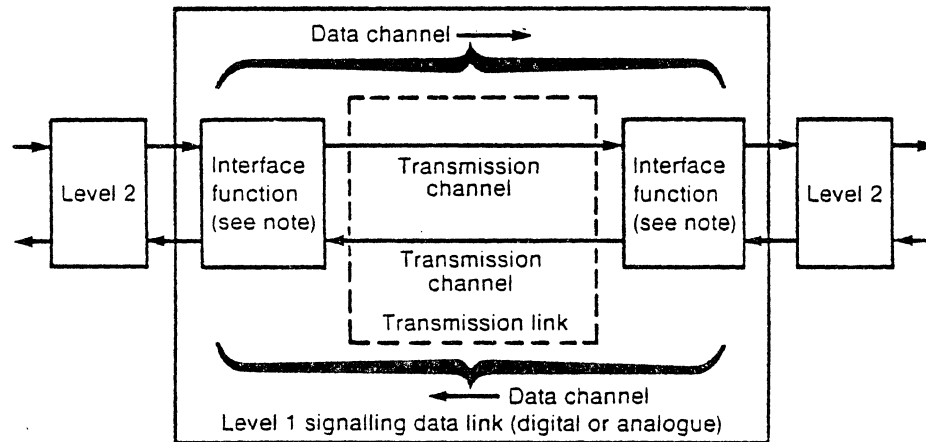 Data channel
Level 2
Interface
function
(see note)
Transmission
channel
Interface
function
(see note)
Level 2
Transmission
channel
Transmission link
Data channel
Level 1 signalling data link (digital or analogue)